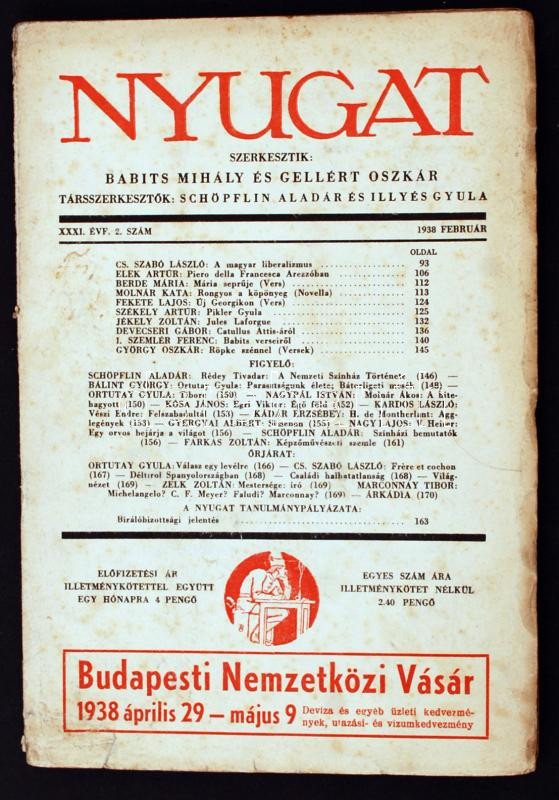 NYUGAT
SZERKESZTIK:
BABITS MIHÁLY ÉS GELLÉRT OSZKÁR
TÁRSSZERKESZTŐK: SCHÖPFLIN ALADÁR ÉS ILLYÉS GYULA
XXXI. ÉVF. 2. SZÁM 1938 FEBRUÁR
OLDAL
CS. SZABÓ LÁSZLÓ: A magyar liberalizmus 93
ELEK ARTÚR: Piero della Francesca Arezzóban 106
BERDE MÁRIA: Mária seprűje (Vers) 112
MOLNÁR KATA: Rongyos a köpönyeg (Novella) 113
FEKETE LAJOS: Új Georgikon (Vers) 124
SZÉKELY ARTÚR: Pikler Gyula 125
JÉKELY ZOLTÁN: Jules Laforgue 132
DEVECSERI GÁBOR: Catullus Attis-áról 136
I. SZEMLÉR FERENC: Babits verseiről 140
GYÖRGY OSZKÁR: Röpke szénnel (Versek) 145
FIGYELŐ:
SCHÖPFLIN ALADÁR: Rédey Tivadar: A Nemzeti Színház Története (146) —
BÁLINT GYÖRGY: Ortutay Gyula: Parasztságunk élete; Bátorligeti mesék (148) —
ORTUTAY GYULA: Tiborc (150) — NAGYPÁL ISTVÁN: Molnár Ákos: A hite-
hagyott (150) — KÓSA JÁNOS: Egri Viktor: Égő föld (152) — KARDOS LÁSZLÓ:
Vészi Endre: Felszabadultál (153) — KÁDÁR ERZSÉBET: H. de Montherlant: Agg-
legények (153) — GYERGYAI ALBERT: (155) — NAGY LAJOS: V. Heiser:
Egy orvos bejárja a világot (156) — SCHÖPFLIN ALADÁR: Színházi bemutatók
(156) — FARKAS ZOLTÁN: Képzőművészeti szemle (161)
ŐRJÁRAT:
ORTUTAY GYULA: Válasz egy levélre (166) — CS. SZABÓ LÁSZLÓ: Frère et cochon
(167) — Déltirol Spanyolországban (168) — Családi halhatatlanság (168) — Világ-
nézet (169) — ZELK ZOLTÁN: Mestersége: író (169) — MARCONNAY TIBOR:
Michelangelo? C. F. Meyer? Faludi? Marconnay? (169) — ÁRKÁDIA (170)
A NYUGAT TANULMÁNYPÁLYÁZATA:
Bírálóbizottsági jelentés 163
ELŐFIZETÉSI ÁR
ILLETMÉNYKÖTETTEL EGYÜTT
EGY HÓNAPRA 4 PENGŐ
EGYES SZÁM ÁRA
ILLETMÉNYKÖTET NÉLKÜL
2.40 PENGŐ
Budapesti Nemzetközi Vásár
1938 április 29 — május 9 Deviza és egyéb üzleti kedvezmé-
nyek, utazási- és vizumkedvezmény